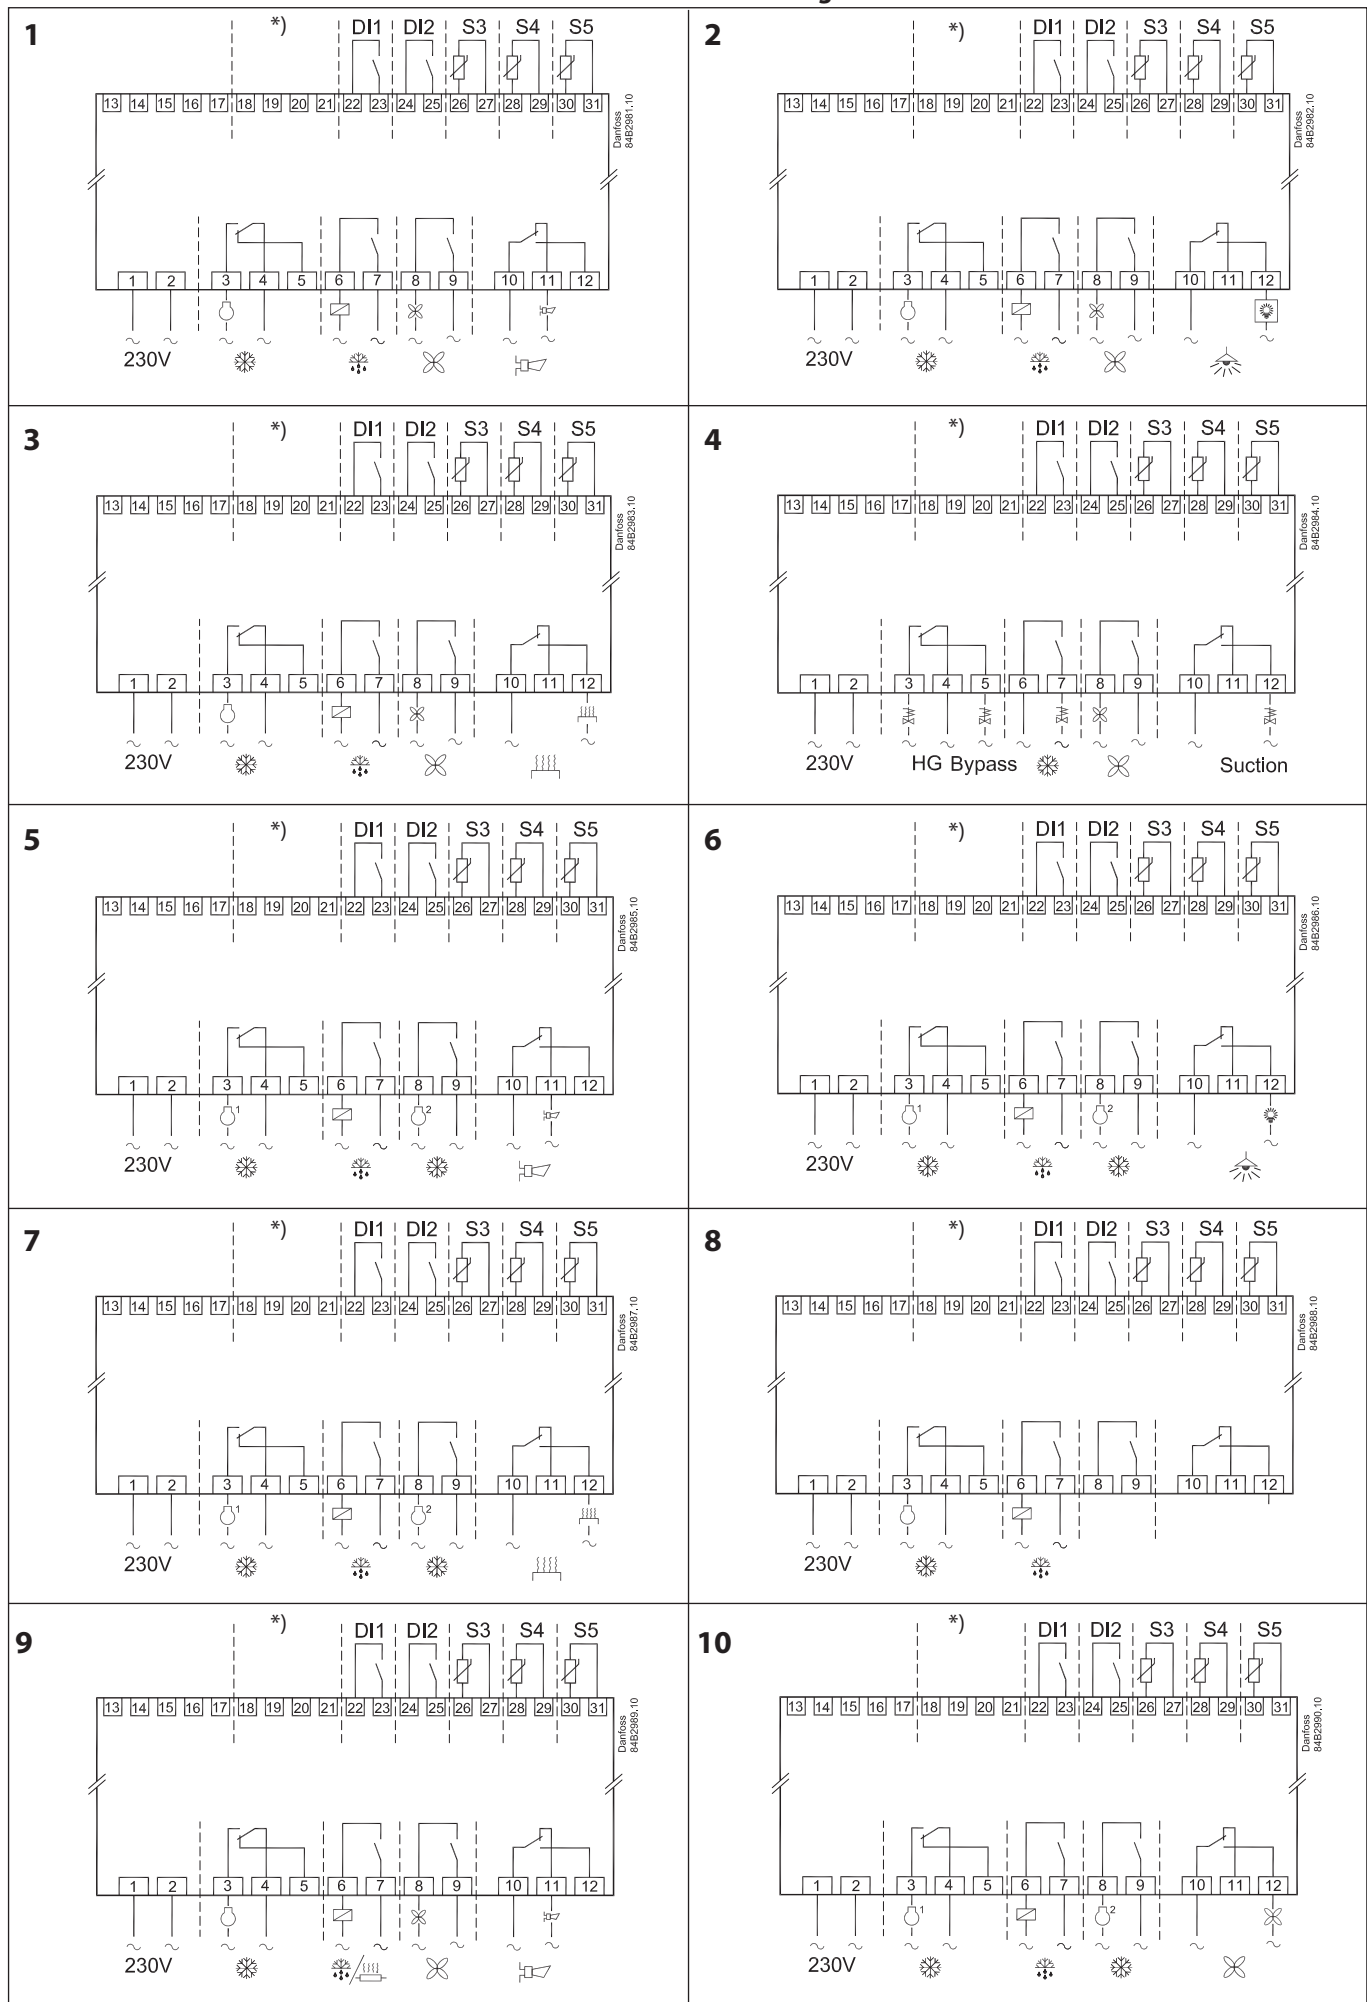 1
*)
DI1 DI2 S3 S4 S5
13 14 15 16 17 18 19 20 21 22 23 24 25 26 27 28 29 30 31
Danfoss
84B2981.10
1 2 3 4 5 6 7 8 9 10 11 12
230V
2
*)
DI1 DI2 S3 S4 S5
13 14 15 16 17 18 19 20 21 22 23 24 25 26 27 28 29 30 31
Danfoss
84B2982.10
1 2 3 4 5 6 7 8 9 10 11 12
230V
3
*)
DI1 DI2 S3 S4 S5
13 14 15 16 17 18 19 20 21 22 23 24 25 26 27 28 29 30 31
Danfoss
84B2983.10
1 2 3 4 5 6 7 8 9 10 11 12
230V
4
*)
DI1 DI2 S3 S4 S5
13 14 15 16 17 18 19 20 21 22 23 24 25 26 27 28 29 30 31
Danfoss
84B2984.10
1 2 3 4 5 6 7 8 9 10 11 12
230V HG Bypass Suction
5
*)
DI1 DI2 S3 S4 S5
13 14 15 16 17 18 19 20 21 22 23 24 25 26 27 28 29 30 31
Danfoss
84B2985.10
1 2 3 4 5 6 7 8 9 10 11 12
1 2
230V
6
*)
DI1 DI2 S3 S4 S5
13 14 15 16 17 18 19 20 21 22 23 24 25 26 27 28 29 30 31
Danfoss
84B2986.10
1 2 3 4 5 6 7 8 9 10 11 12
1 2
230V
7
*)
DI1 DI2 S3 S4 S5
13 14 15 16 17 18 19 20 21 22 23 24 25 26 27 28 29 30 31
Danfoss
84B2987.10
1 2 3 4 5 6 7 8 9 10 11 12
1 2
230V
8
*)
DI1 DI2 S3 S4 S5
13 14 15 16 17 18 19 20 21 22 23 24 25 26 27 28 29 30 31
Danfoss
84B2988.10
1 2 3 4 5 6 7 8 9 10 11 12
230V
9
*)
DI1 DI2 S3 S4 S5
13 14 15 16 17 18 19 20 21 22 23 24 25 26 27 28 29 30 31
Danfoss
84B2989.10
1 2 3 4 5 6 7 8 9 10 11 12
230V
10
*)
DI1 DI2 S3 S4 S5
13 14 15 16 17 18 19 20 21 22 23 24 25 26 27 28 29 30 31
Danfoss
84B2990.10
1 2 3 4 5 6 7 8 9 10 11 12
1 2
230V